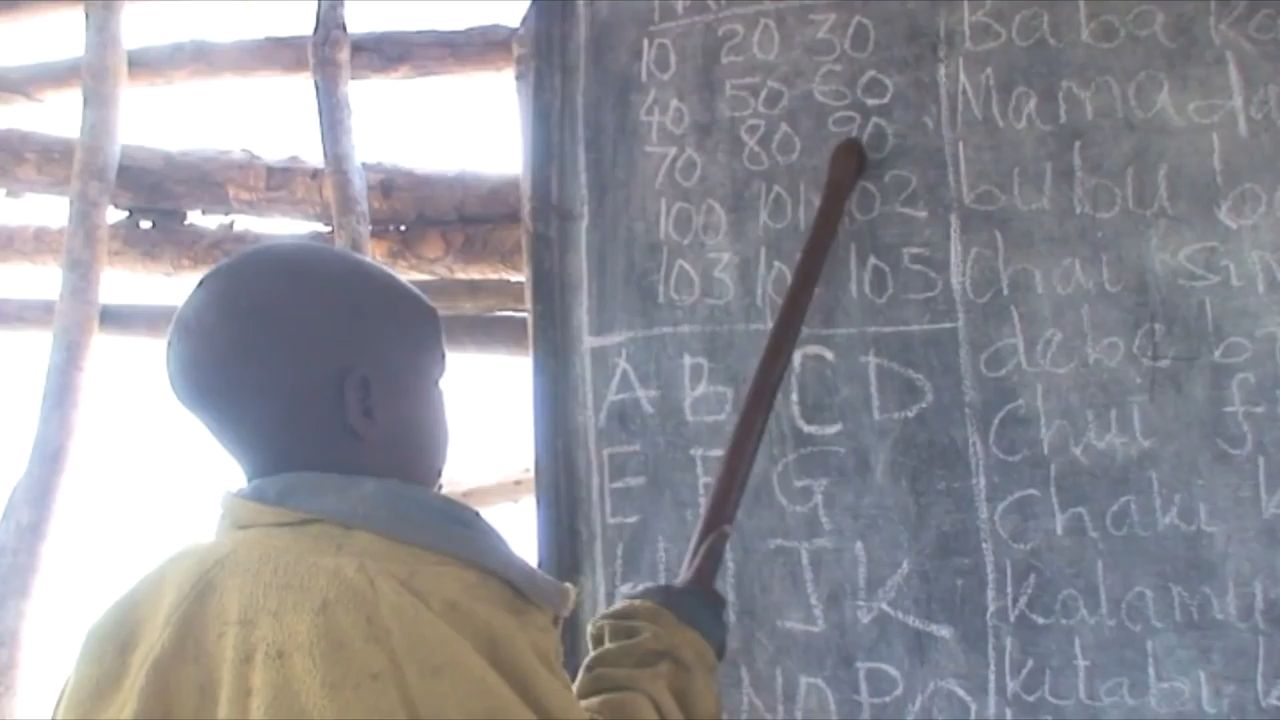 10 20 30
40 50 60
70 80 90
100 101 102
103 10 105
A B C D
E F G
J K
N O P
Baba
Mama
bubu
Chai
debe
Chui
Chaki
kalamu
kitabu